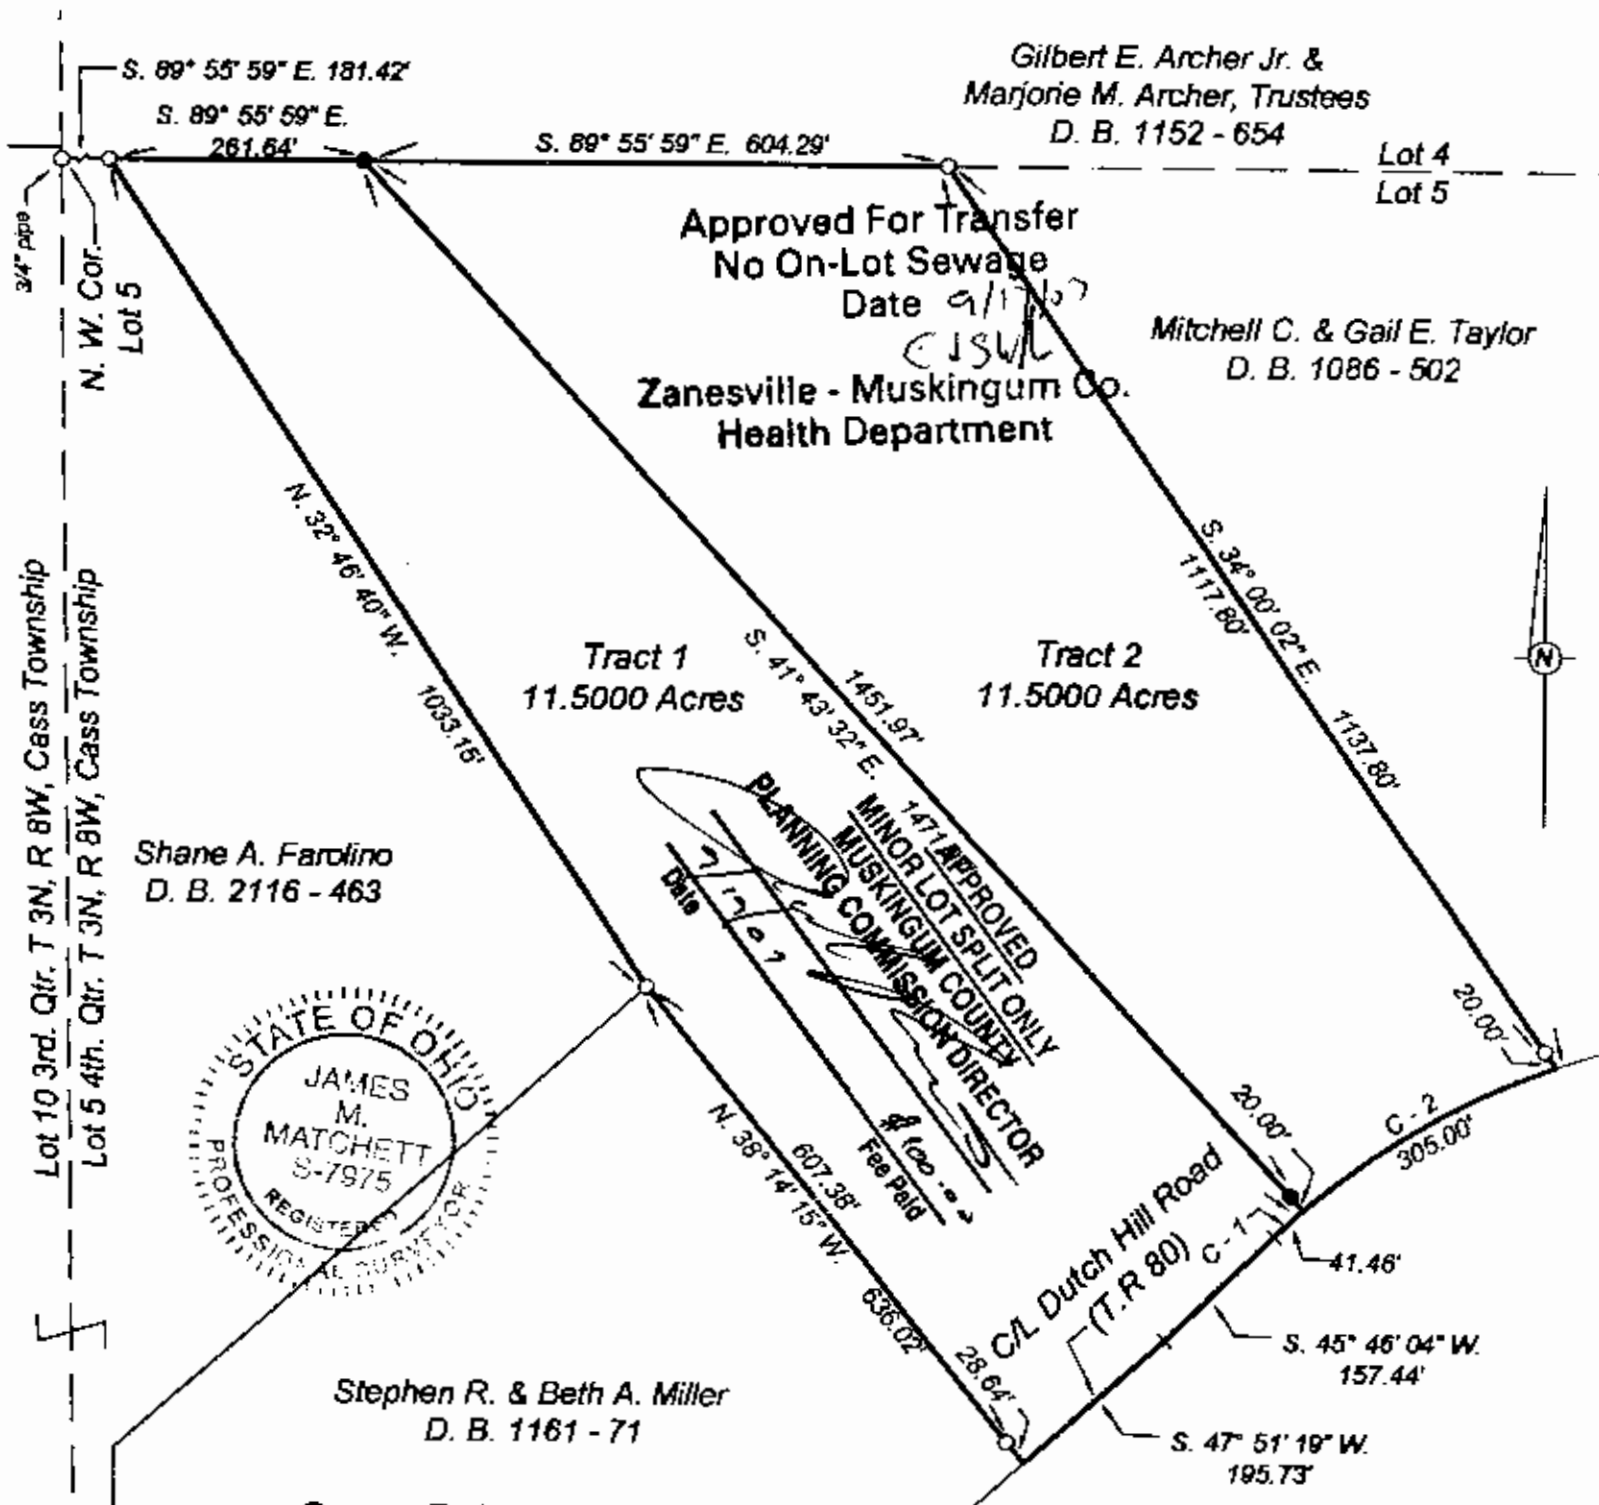 S. 89° 55' 59" E. 181.42'
S. 89° 55' 59" E.
261.64'
S. 89° 55' 59" E. 604.29'
Gilbert E. Archer Jr. &
Marjorie M. Archer, Trustees
D. B. 1152 - 654
Lot 4
Lot 5
3/4" pipe
N. W. Cor.
Lot 5
Approved For Transfer
No On-Lot Sewage
Date 9/17/07
Zanesville - Muskingum Co.
Health Department
Mitchell C. & Gail E. Taylor
D. B. 1086 - 502
N. 32° 46' 40" W.
1033.15'
S. 34° 00' 02" E.
1117.80'
1137.80'
20.00'
Tract 1
11.5000 Acres
S. 41° 43' 32" E.
1451.97'
Tract 2
11.5000 Acres
N
Lot 10 3rd. Qtr. T 3N, R 8W, Cass Township
Lot 5 4th. Qtr. T 3N, R 8W, Cass Township
Shane A. Farolino
D. B. 2116 - 463
1471
APPROVED
MINOR LOT SPLIT ONLY
MUSKINGUM COUNTY
PLANNING COMMISSION DIRECTOR
Date
$100.00
Fee Paid
STATE OF OHIO
JAMES
M.
MATCHETT
S-7975
REGISTERED
PROFESSIONAL SURVEYOR
N. 38° 14' 15" W.
607.38'
636.02'
28.64'
20.00'
C - 2
305.00'
C/L Dutch Hill Road
(T.R 80)
C - 1
41.46'
S. 45° 46' 04" W.
157.44'
S. 47° 51' 19" W.
195.73'
Stephen R. & Beth A. Miller
D. B. 1161 - 71